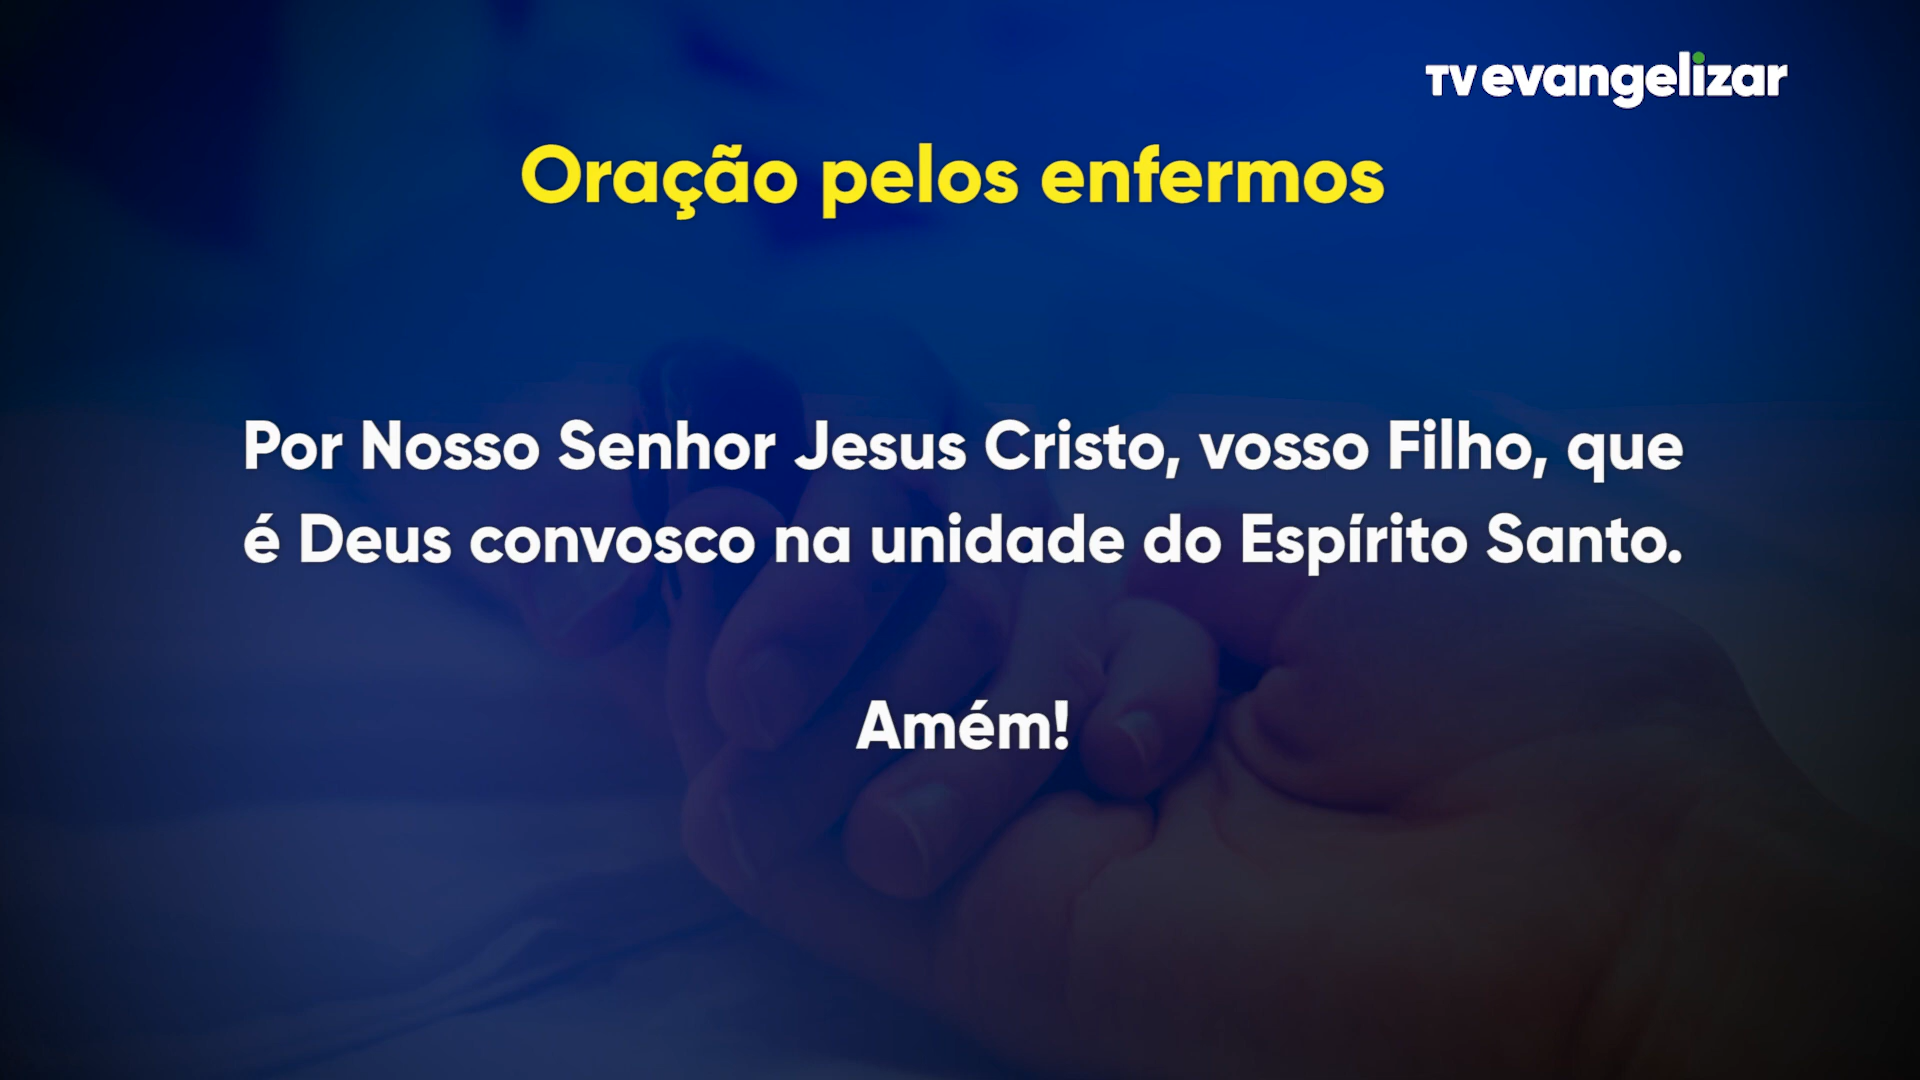 TV evangelizar
Oração pelos enfermos
Por Nosso Senhor Jesus Cristo, vosso Filho, que
é Deus convosco na unidade do Espírito Santo.
Amém!